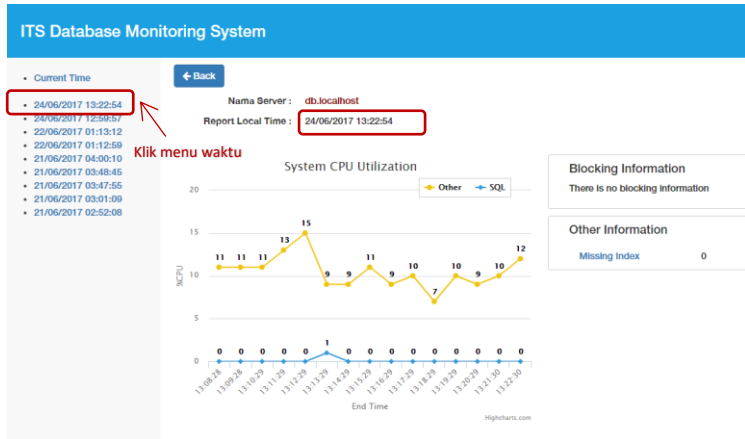 ITS Database Monitoring System
Current Time
24/06/2017 13:22:54
24/06/2017 12:59:57
22/06/2017 01:13:12
22/06/2017 01:12:59
21/06/2017 04:00:10
21/06/2017 03:48:45
21/06/2017 03:47:55
21/06/2017 03:01:09
21/06/2017 02:52:08
Klik menu waktu
Back
Nama Server : db.localhost
Report Local Time : 24/06/2017 13:22:54
System CPU Utilization
Other SQL
%CPU
20
15
10
5
0
11 11 11 13 15 9 9 11 9 10 7 10 9 10 12
0 0 0 0 0 1 0 0 0 0 0 0 0 0 0
13:08:28 13:09:28 13:10:29 13:11:29 13:12:29 13:13:29 13:14:29 13:15:29 13:16:29 13:17:29 13:18:29 13:19:29 13:20:29 13:21:30 13:22:30
End Time
Highcharts.com
Blocking Information
There is no blocking information
Other Information
Missing Index 0